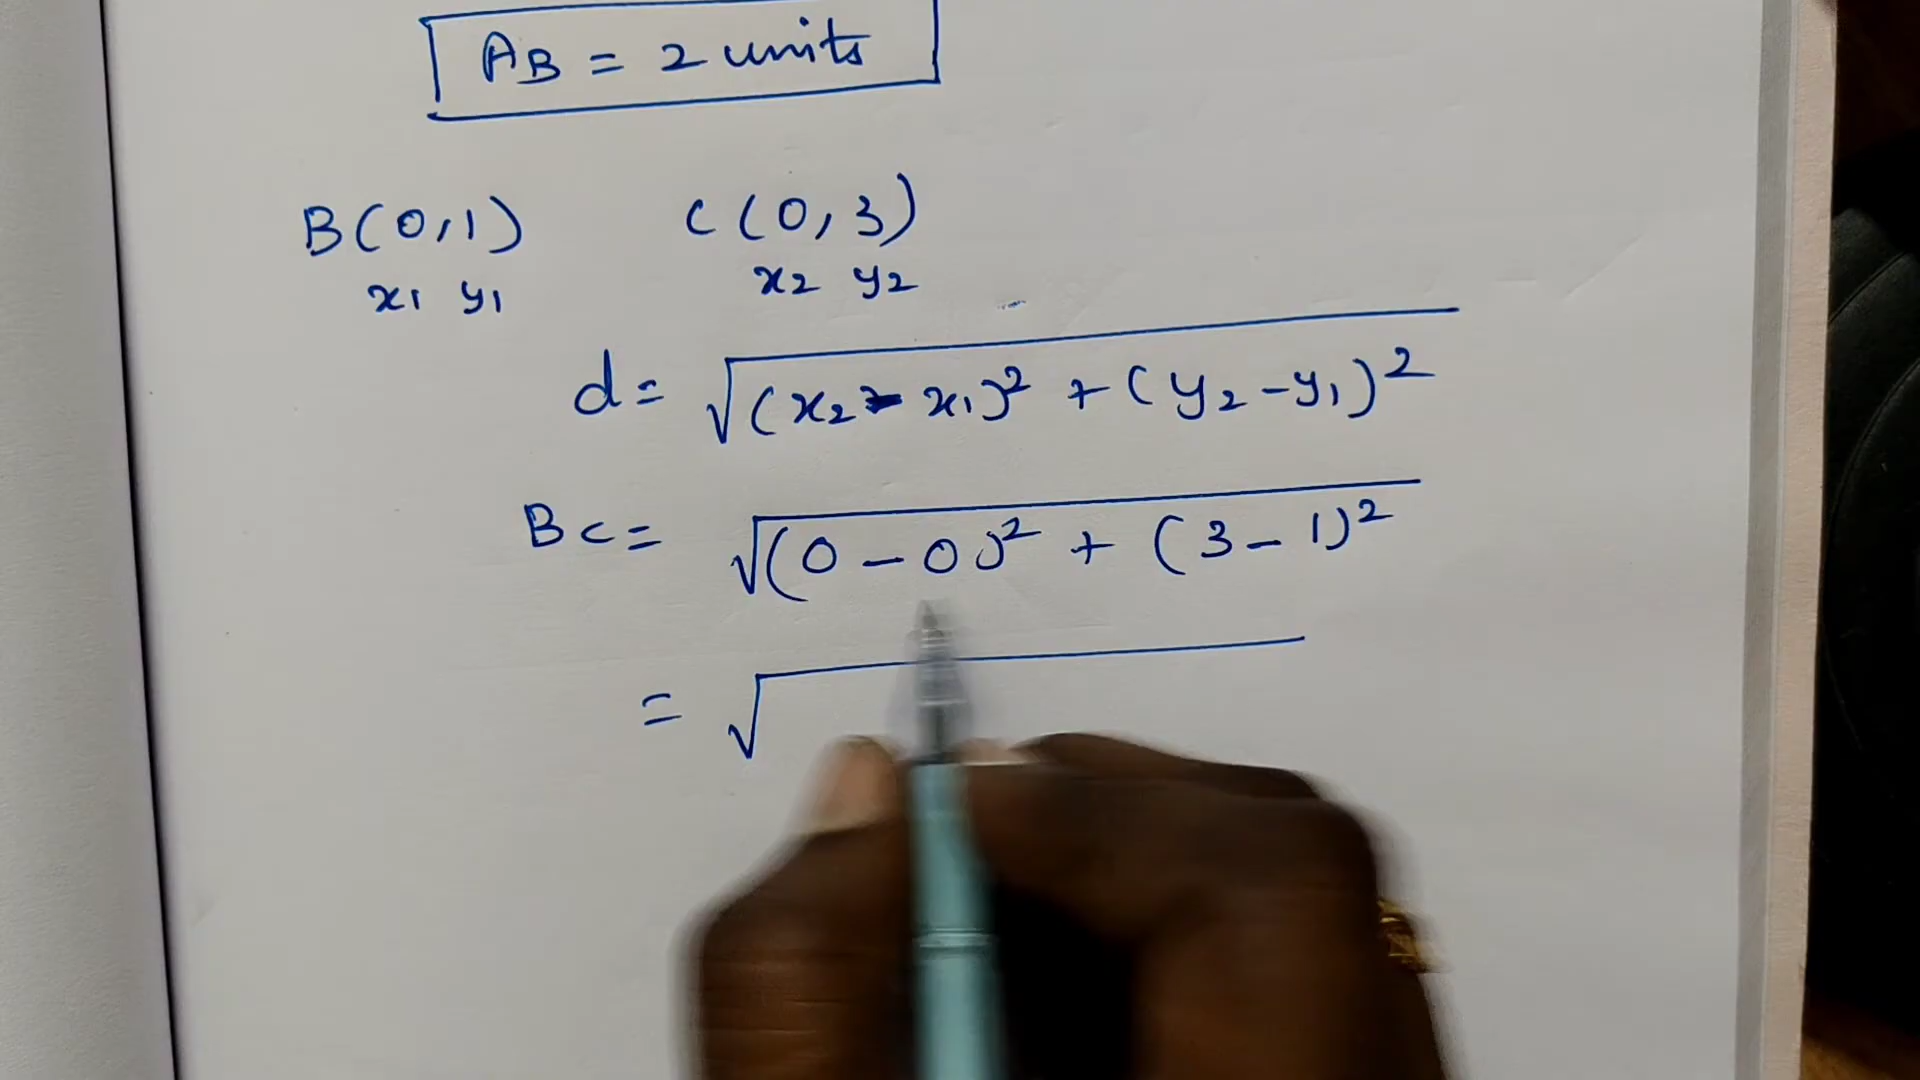 AB = 2 units
B(0,1) C(0,3)
x1 y1 x2 y2
d= √(x2 - x1)² + (y2 - y1)²
BC = √(0 - 0)² + (3 - 1)²
= √